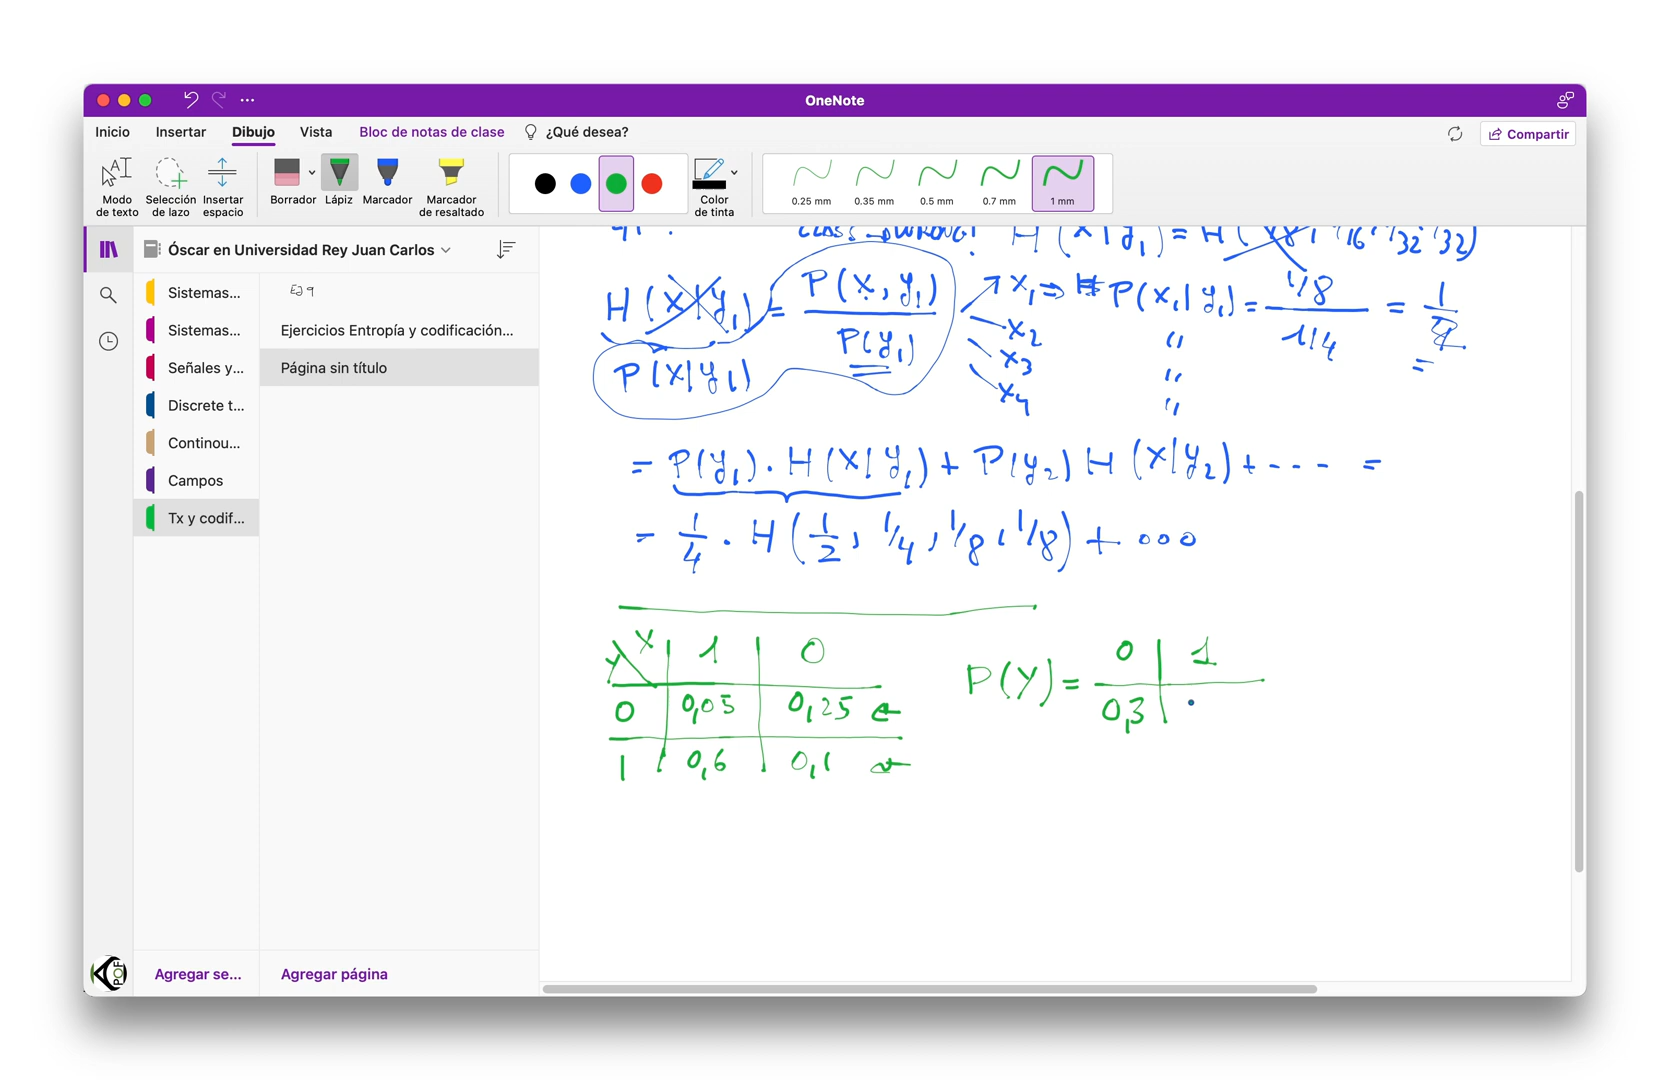 OneNote
Inicio Insertar Dibujo Vista Bloc de notas de clase ¿Qué desea? Compartir
Modo de texto
Selección de lazo
Insertar espacio
Borrador
Lápiz
Marcador
Marcador de resaltado
Color de tinta
0.25 mm 0.35 mm 0.5 mm 0.7 mm 1 mm
Óscar en Universidad Rey Juan Carlos
Sistemas...
Sistemas...
Señales y...
Discrete t...
Continou...
Campos
Tx y codif...
Agregar se...
Ej 9
Ejercicios Entropía y codificación...
Página sin título
Agregar página
H(X|y₁) = P(X,y₁) / P(y₁)
P(X|y₁)
x₁ ⇒ P(x₁|y₁) = 1/8 / 1/4 = 1/2
x₂ "
x₃ "
x₄ "
= P(y₁) · H(X|y₁) + P(y₂) H(X|y₂) + --- =
= 1/4 · H(1/2, 1/4, 1/8, 1/8) + ...
Y X | 1 | 0
0 | 0,05 | 0,25 ←
1 | 0,6 | 0,1 ←
P(Y) = 0 | 1
0,3 |
POF